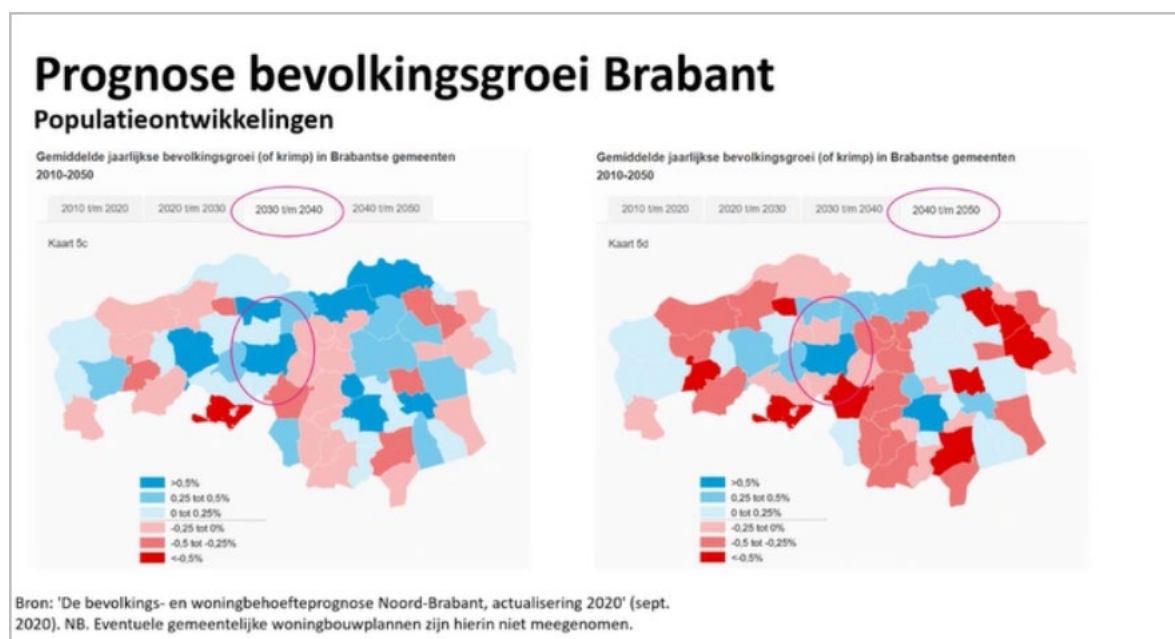 Prognose bevolkingsgroei Brabant
Populatieontwikkelingen
Gemiddelde jaarlijkse bevolkingsgroei (of krimp) in Brabantse gemeenten
2010-2050
2010 t/m 2020 2020 t/m 2030 2030 t/m 2040 2040 t/m 2050
Kaart 5c
>0,5%
0,25 tot 0,5%
0 tot 0,25%
-0,25 tot 0%
-0,5 tot -0,25%
<-0,5%
Gemiddelde jaarlijkse bevolkingsgroei (of krimp) in Brabantse gemeenten
2010-2050
2010 t/m 2020 2020 t/m 2030 2030 t/m 2040 2040 t/m 2050
Kaart 5d
>0,5%
0,25 tot 0,5%
0 tot 0,25%
-0,25 tot 0%
-0,5 tot -0,25%
<-0,5%
Bron: 'De bevolkings- en woningbehoefteprognose Noord-Brabant, actualisering 2020' (sept.
2020). NB. Eventuele gemeentelijke woningbouwplannen zijn hierin niet meegenomen.